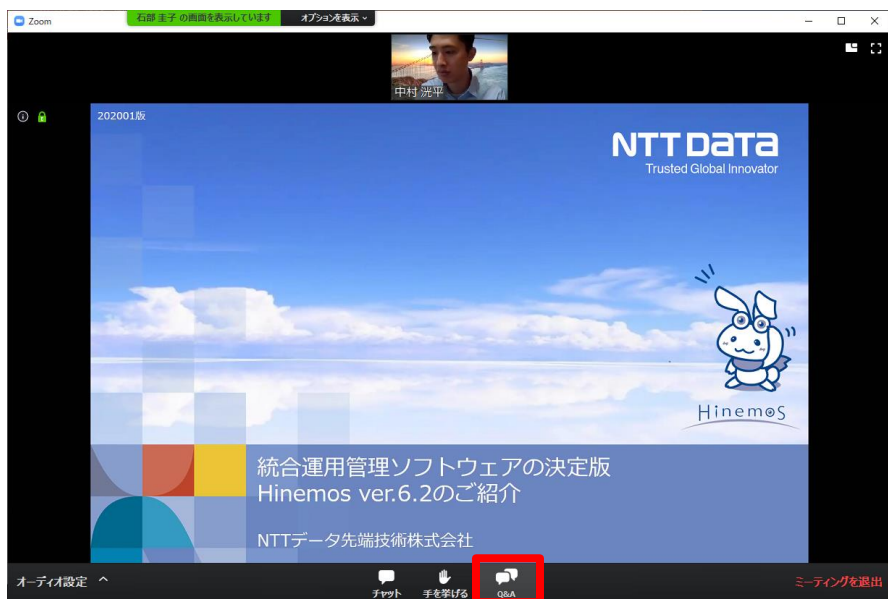 Zoom
石部 圭子 の画面を表示しています
オプションを表示
中村 洸平
202001版
NTT DATA
Trusted Global Innovator
Hinemos
統合運用管理ソフトウェアの決定版
Hinemos ver.6.2のご紹介
NTTデータ先端技術株式会社
オーディオ設定
チャット
手を挙げる
Q&A
ミーティングを退出